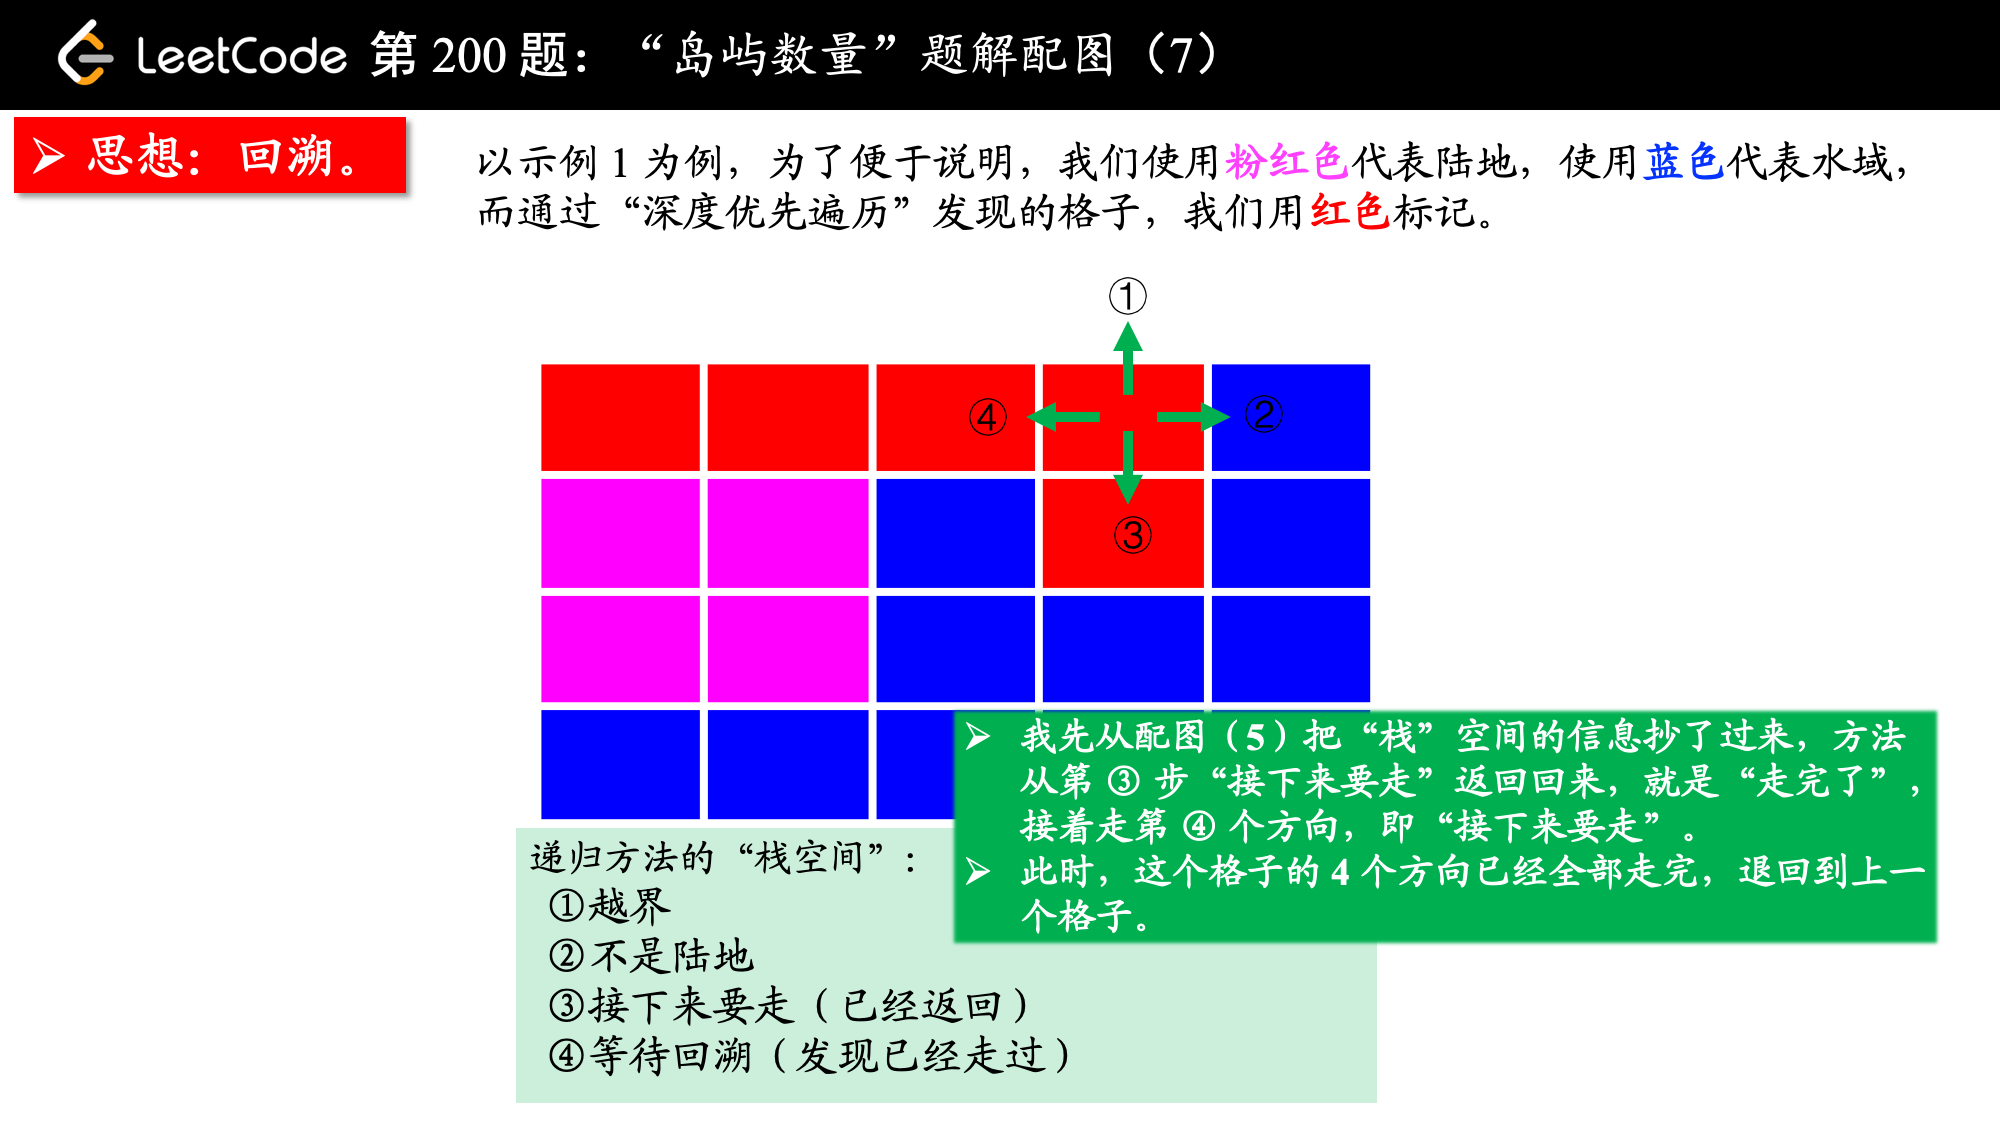 LeetCode 第 200 题：“岛屿数量”题解配图（7）
➢ 思想：回溯。
以示例 1 为例，为了便于说明，我们使用粉红色代表陆地，使用蓝色代表水域，
而通过“深度优先遍历”发现的格子，我们用红色标记。
①
④
②
③
➢ 我先从配图（5）把“栈”空间的信息抄了过来，方法
从第 ③ 步“接下来要走”返回回来，就是“走完了”，
接着走第 ④ 个方向，即“接下来要走”。
➢ 此时，这个格子的 4 个方向已经全部走完，退回到上一
个格子。
递归方法的“栈空间”：
①越界
②不是陆地
③接下来要走（已经返回）
④等待回溯（发现已经走过）